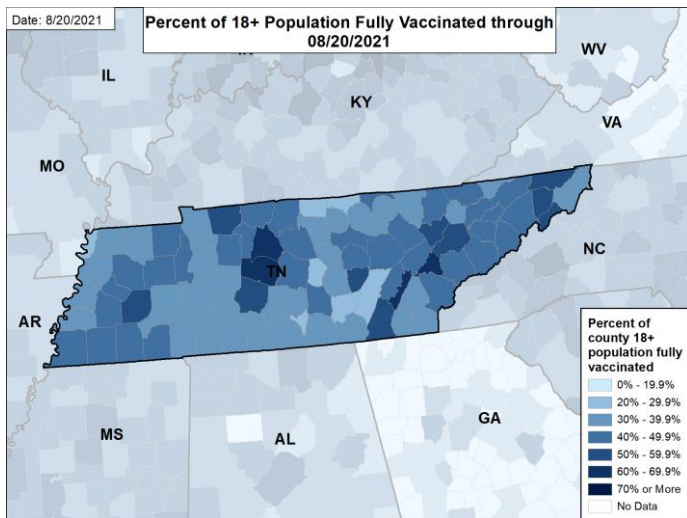 Date: 8/20/2021
Percent of 18+ Population Fully Vaccinated through
08/20/2021
IL
IN
WV
KY
VA
MO
TN
NC
AR
MS
AL
GA
Percent of
county 18+
population fully
vaccinated
0% - 19.9%
20% - 29.9%
30% - 39.9%
40% - 49.9%
50% - 59.9%
60% - 69.9%
70% or More
No Data